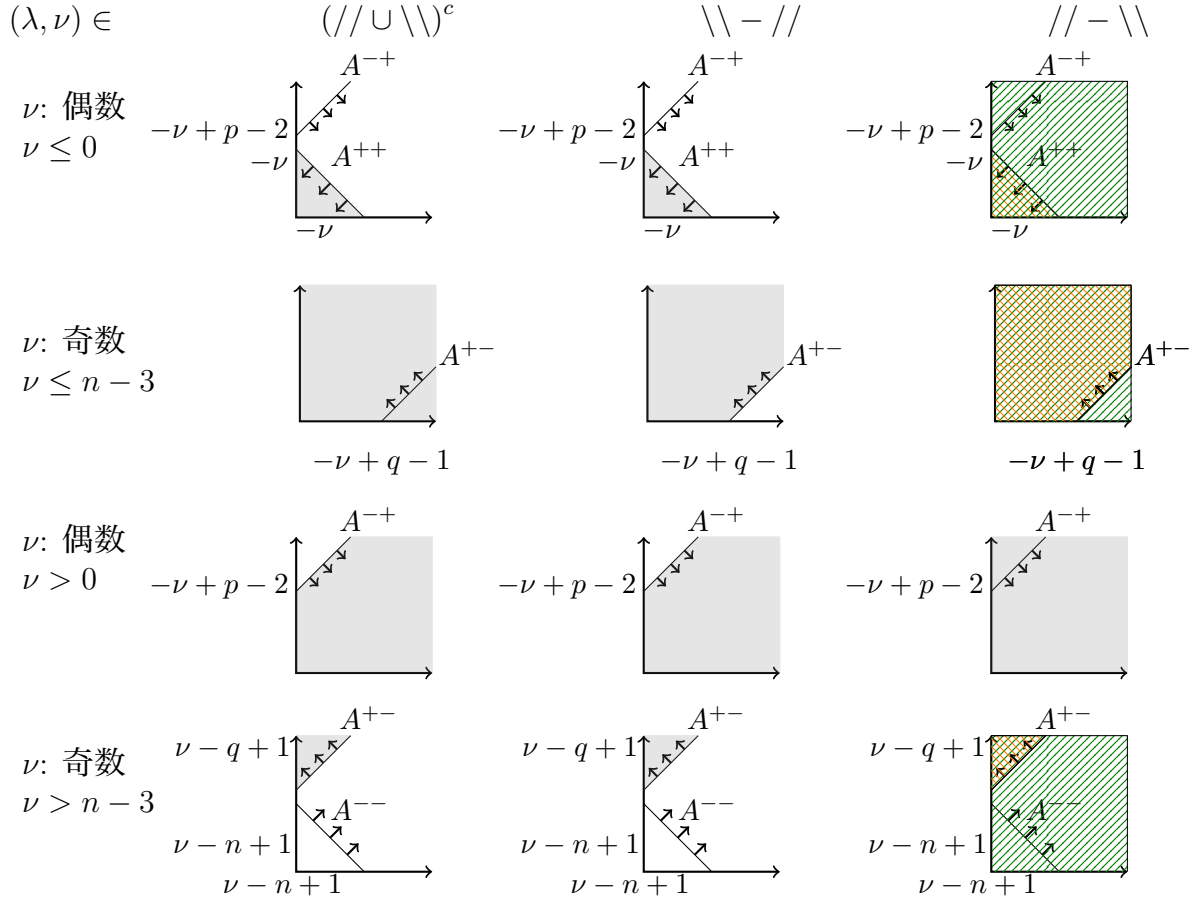 (λ, ν) ∈ (// ∪ \\)^c \\ − // // − \\
ν: 偶数
ν ≤ 0
A^{−+} A^{−+} A^{−+}
−ν + p − 2 −ν + p − 2 −ν + p − 2
−ν A^{++} −ν A^{++} −ν A^{++}
−ν −ν −ν
ν: 奇数
ν ≤ n − 3
A^{+−} A^{+−} A^{+−}
−ν + q − 1 −ν + q − 1 −ν + q − 1
ν: 偶数
ν > 0
A^{−+} A^{−+} A^{−+}
−ν + p − 2 −ν + p − 2 −ν + p − 2
ν: 奇数
ν > n − 3
A^{+−} A^{+−} A^{+−}
ν − q + 1 ν − q + 1 ν − q + 1
A^{−−} A^{−−} A^{−−}
ν − n + 1 ν − n + 1 ν − n + 1
ν − n + 1 ν − n + 1 ν − n + 1